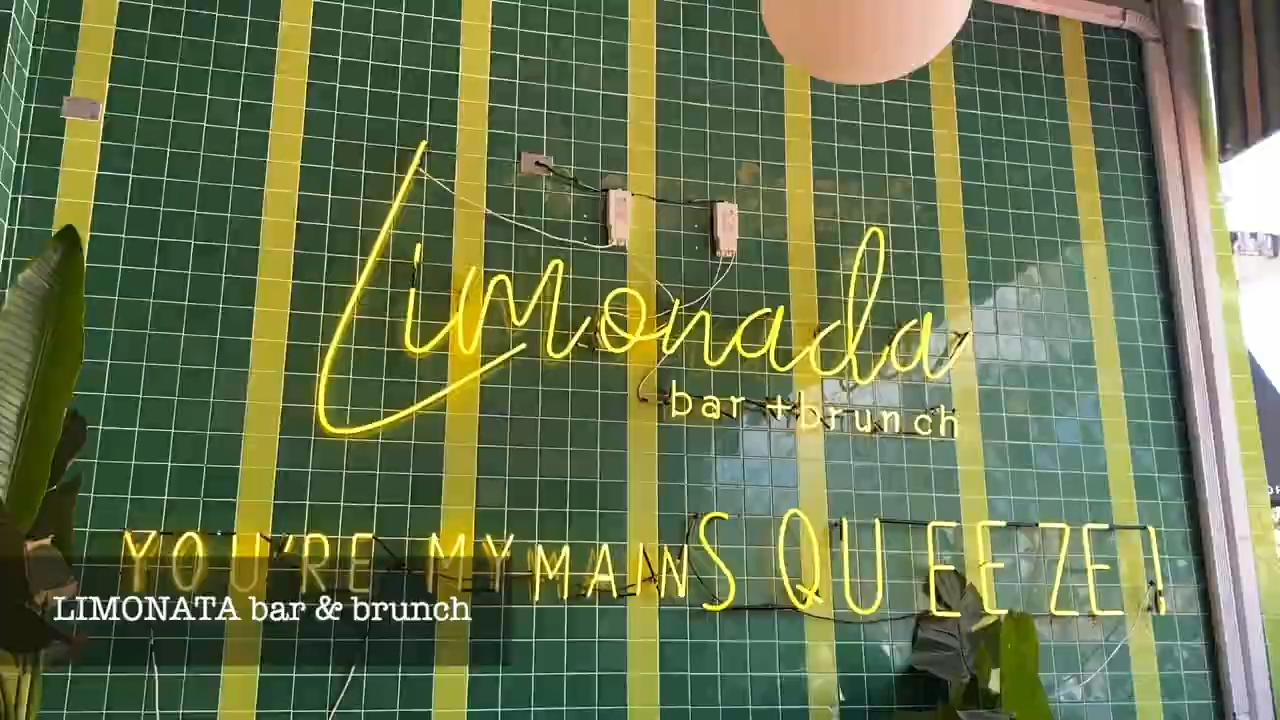 Limonada
bar + brunch
YOU'RE MY MAIN SQUEEZE!
LIMONATA bar & brunch